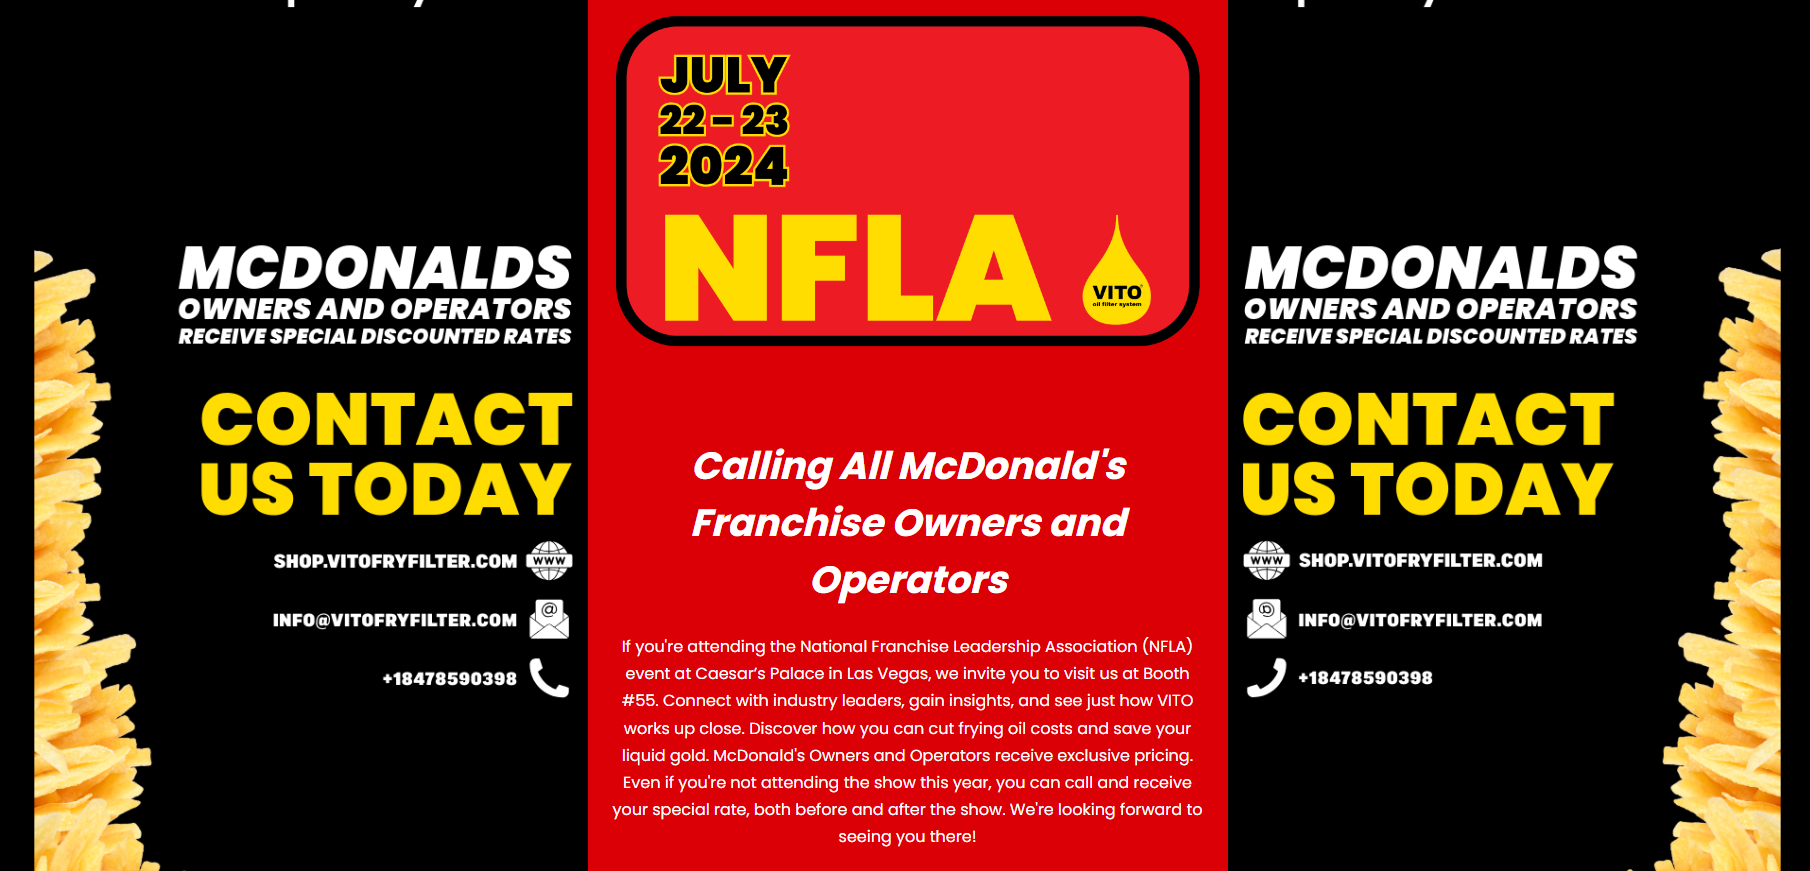 MCDONALDS
OWNERS AND OPERATORS
RECEIVE SPECIAL DISCOUNTED RATES
CONTACT
US TODAY
SHOP.VITOFRYFILTER.COM
WWW
INFO@VITOFRYFILTER.COM
@
+18478590398
JULY
22 - 23
2024
NFLA
VITO®
oil filter system
Calling All McDonald's
Franchise Owners and
Operators
If you're attending the National Franchise Leadership Association (NFLA)
event at Caesar’s Palace in Las Vegas, we invite you to visit us at Booth
#55. Connect with industry leaders, gain insights, and see just how VITO
works up close. Discover how you can cut frying oil costs and save your
liquid gold. McDonald's Owners and Operators receive exclusive pricing.
Even if you're not attending the show this year, you can call and receive
your special rate, both before and after the show. We're looking forward to
seeing you there!
MCDONALDS
OWNERS AND OPERATORS
RECEIVE SPECIAL DISCOUNTED RATES
CONTACT
US TODAY
WWW
SHOP.VITOFRYFILTER.COM
@
INFO@VITOFRYFILTER.COM
+18478590398